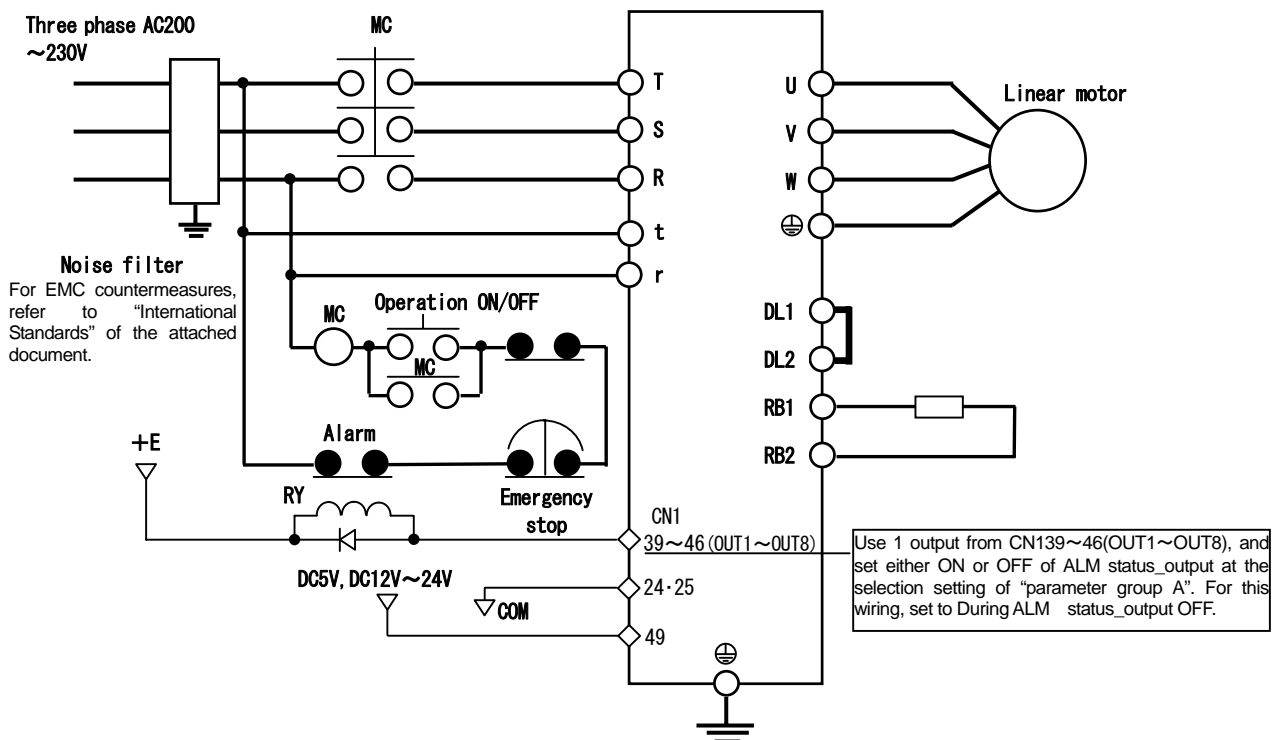 Three phase AC200
～230V
MC
T
S
R
t
r
U
V
W
Linear motor
Noise filter
For EMC countermeasures,
refer to “International
Standards” of the attached
document.
MC
Operation ON/OFF
MC
DL1
DL2
RB1
RB2
Alarm
Emergency
stop
+E
RY
DC5V, DC12V～24V
COM
CN1
39～46(OUT1～OUT8)
24·25
49
Use 1 output from CN139～46(OUT1～OUT8), and
set either ON or OFF of ALM status_output at the
selection setting of “parameter group A”. For this
wiring, set to During ALM status_output OFF.